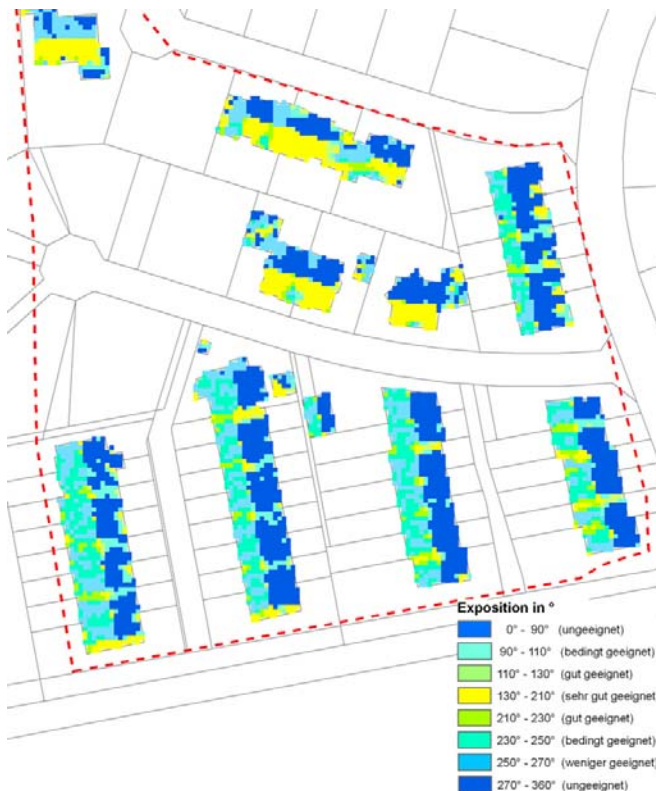 Exposition in °
0° - 90° (ungeeignet)
90° - 110° (bedingt geeignet)
110° - 130° (gut geeignet)
130° - 210° (sehr gut geeignet
210° - 230° (gut geeignet)
230° - 250° (bedingt geeignet)
250° - 270° (weniger geeignet)
270° - 360° (ungeeignet)